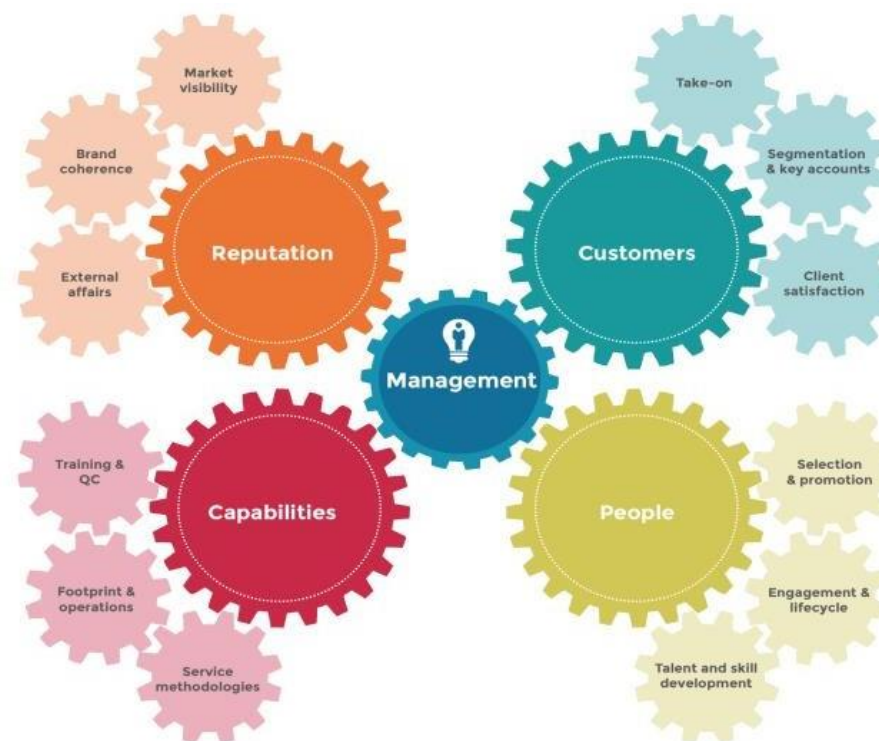 Market
visibility
Brand
coherence
External
affairs
Reputation
Take-on
Segmentation
& key accounts
Client
satisfaction
Customers
Management
Training &
QC
Footprint &
operations
Service
methodologies
Capabilities
People
Selection
& promotion
Engagement &
lifecycle
Talent and skill
development